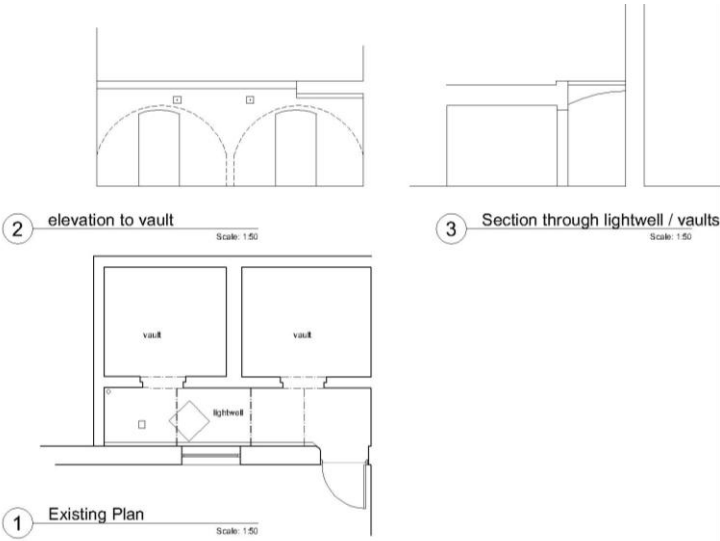 2 elevation to vault
Scale: 1:50
3 Section through lightwell / vaults
Scale: 1:50
vault
vault
lightwell
1 Existing Plan
Scale: 1:50